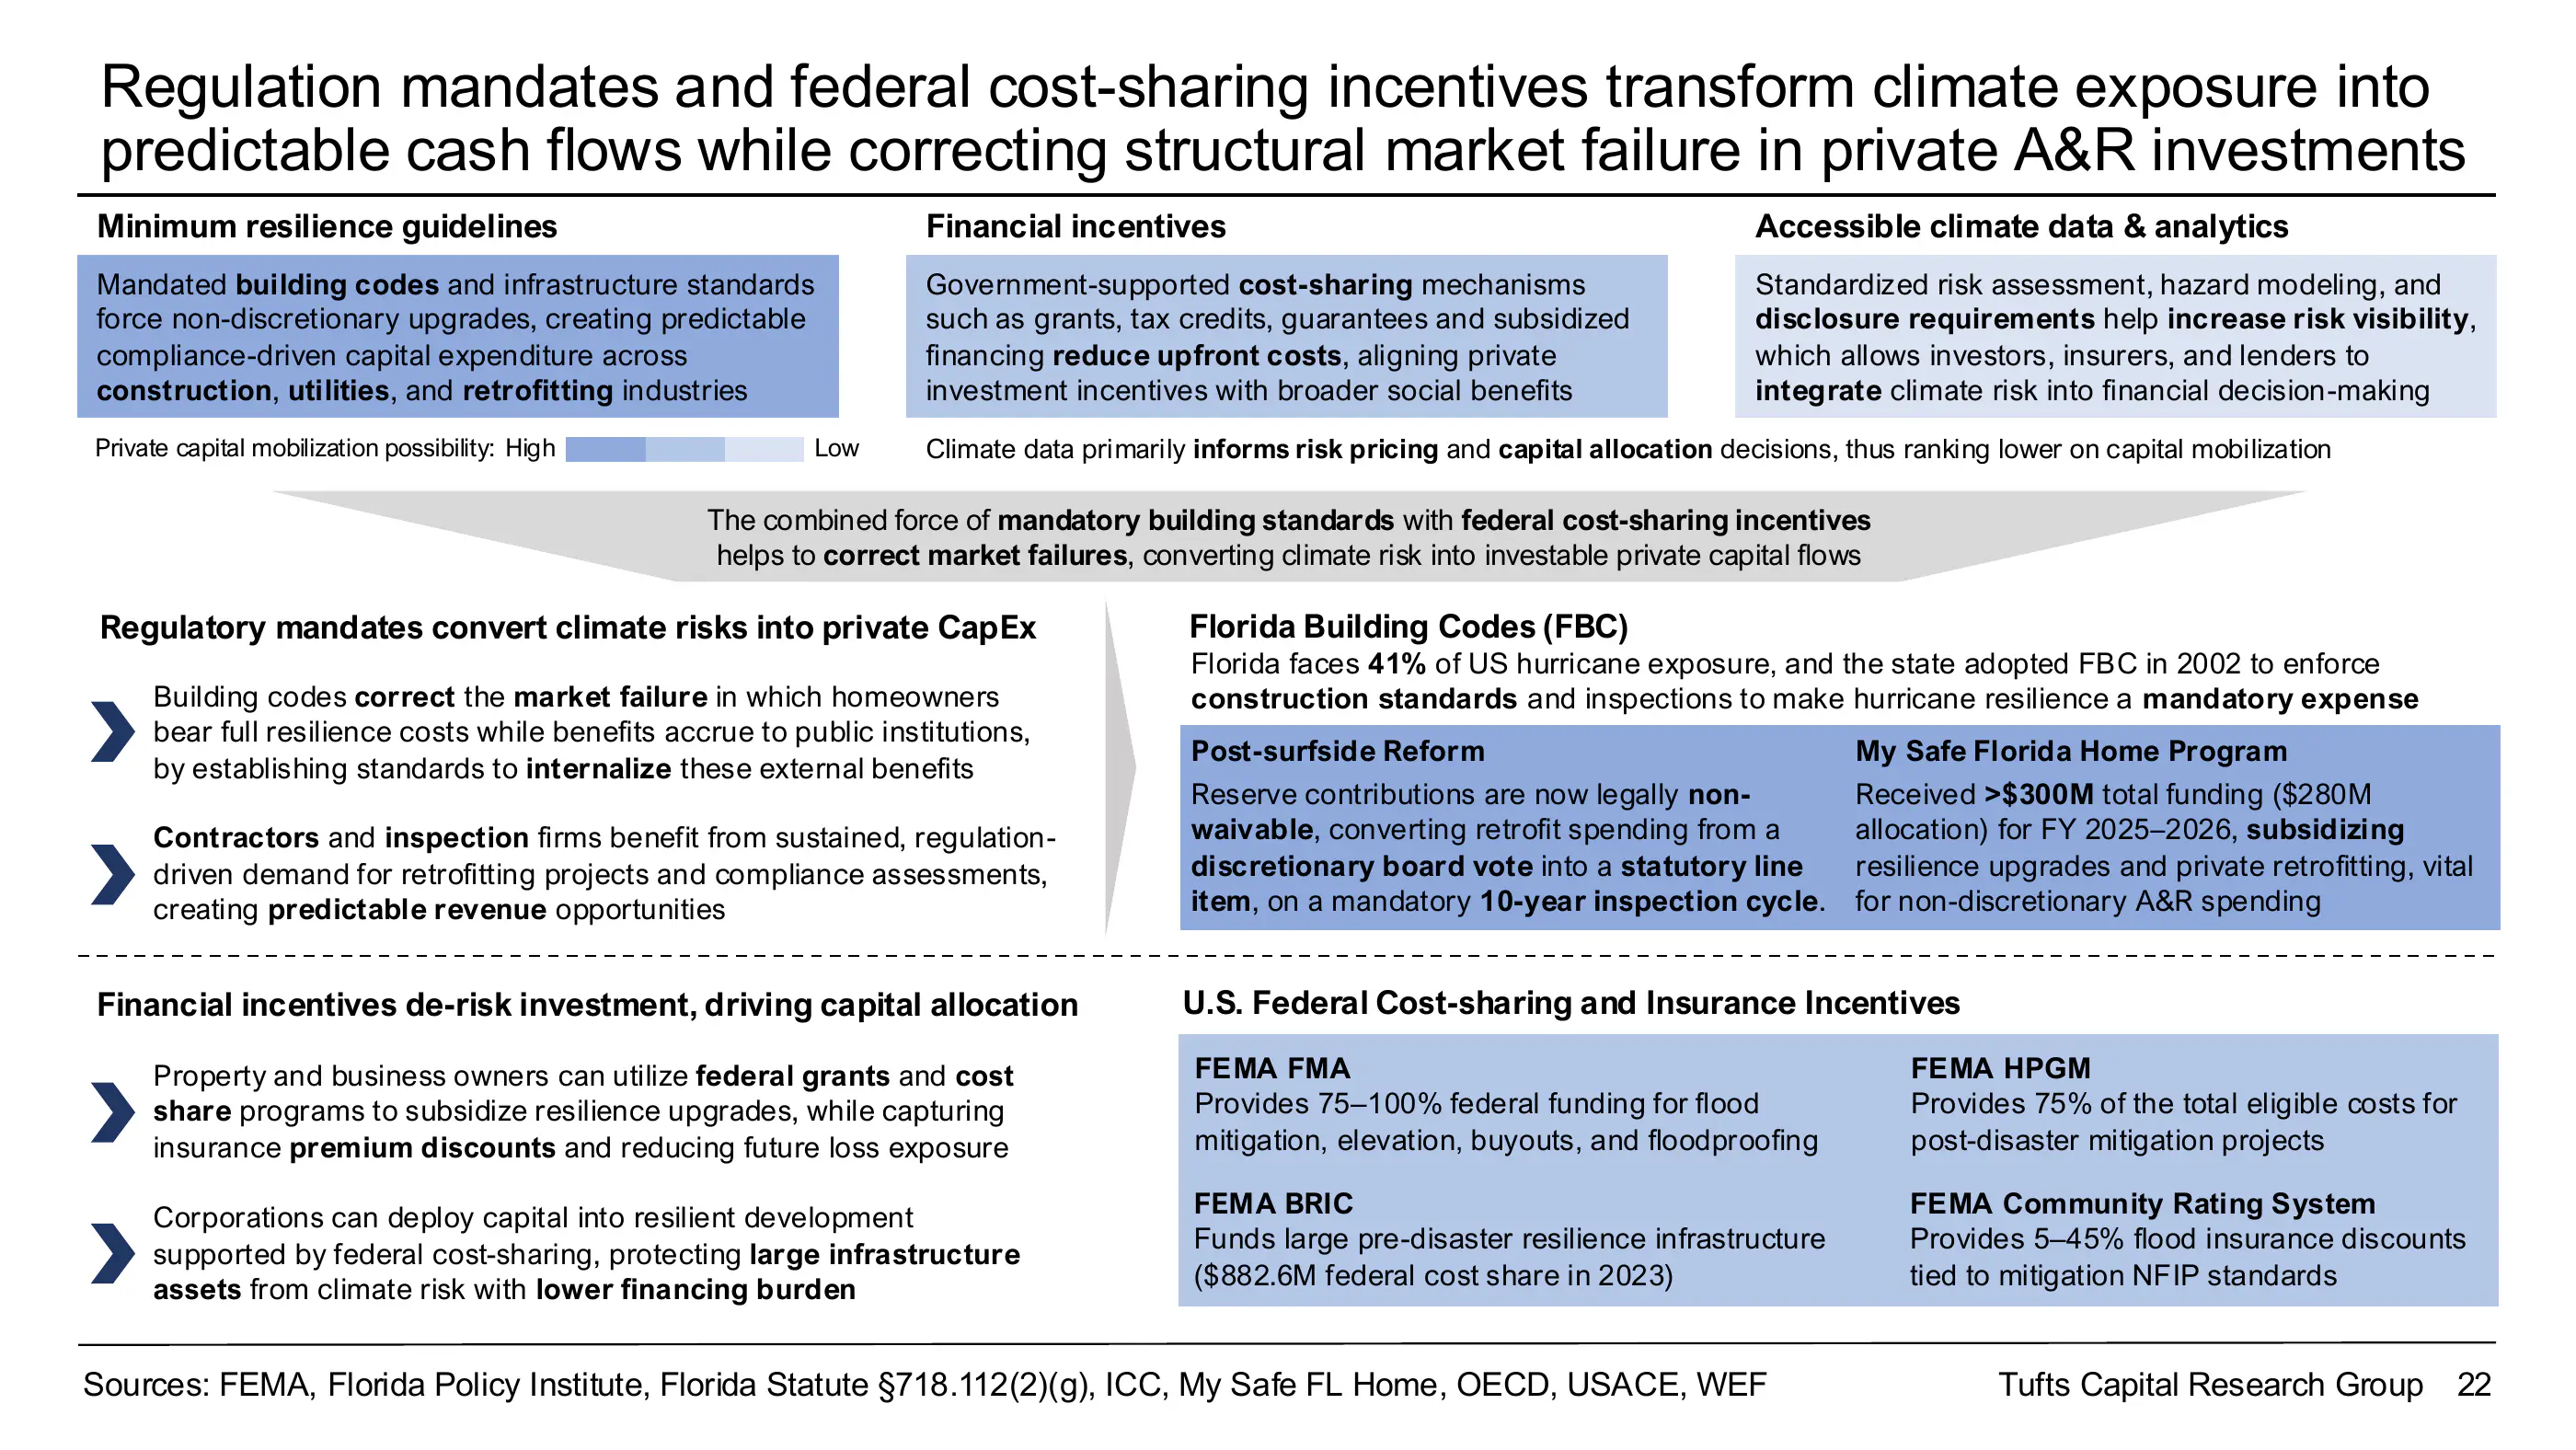 Regulation mandates and federal cost-sharing incentives transform climate exposure into
predictable cash flows while correcting structural market failure in private A&R investments
Minimum resilience guidelines
Mandated building codes and infrastructure standards
force non-discretionary upgrades, creating predictable
compliance-driven capital expenditure across
construction, utilities, and retrofitting industries
Financial incentives
Government-supported cost-sharing mechanisms
such as grants, tax credits, guarantees and subsidized
financing reduce upfront costs, aligning private
investment incentives with broader social benefits
Accessible climate data & analytics
Standardized risk assessment, hazard modeling, and
disclosure requirements help increase risk visibility,
which allows investors, insurers, and lenders to
integrate climate risk into financial decision-making
Private capital mobilization possibility: High Low
Climate data primarily informs risk pricing and capital allocation decisions, thus ranking lower on capital mobilization
The combined force of mandatory building standards with federal cost-sharing incentives
helps to correct market failures, converting climate risk into investable private capital flows
Regulatory mandates convert climate risks into private CapEx
Building codes correct the market failure in which homeowners
bear full resilience costs while benefits accrue to public institutions,
by establishing standards to internalize these external benefits
Contractors and inspection firms benefit from sustained, regulation-
driven demand for retrofitting projects and compliance assessments,
creating predictable revenue opportunities
Florida Building Codes (FBC)
Florida faces 41% of US hurricane exposure, and the state adopted FBC in 2002 to enforce
construction standards and inspections to make hurricane resilience a mandatory expense
Post-surfside Reform
Reserve contributions are now legally non-
waivable, converting retrofit spending from a
discretionary board vote into a statutory line
item, on a mandatory 10-year inspection cycle.
My Safe Florida Home Program
Received >$300M total funding ($280M
allocation) for FY 2025–2026, subsidizing
resilience upgrades and private retrofitting, vital
for non-discretionary A&R spending
Financial incentives de-risk investment, driving capital allocation
Property and business owners can utilize federal grants and cost
share programs to subsidize resilience upgrades, while capturing
insurance premium discounts and reducing future loss exposure
Corporations can deploy capital into resilient development
supported by federal cost-sharing, protecting large infrastructure
assets from climate risk with lower financing burden
U.S. Federal Cost-sharing and Insurance Incentives
FEMA FMA
Provides 75–100% federal funding for flood
mitigation, elevation, buyouts, and floodproofing
FEMA HPGM
Provides 75% of the total eligible costs for
post-disaster mitigation projects
FEMA BRIC
Funds large pre-disaster resilience infrastructure
($882.6M federal cost share in 2023)
FEMA Community Rating System
Provides 5–45% flood insurance discounts
tied to mitigation NFIP standards
Sources: FEMA, Florida Policy Institute, Florida Statute §718.112(2)(g), ICC, My Safe FL Home, OECD, USACE, WEF
Tufts Capital Research Group 22